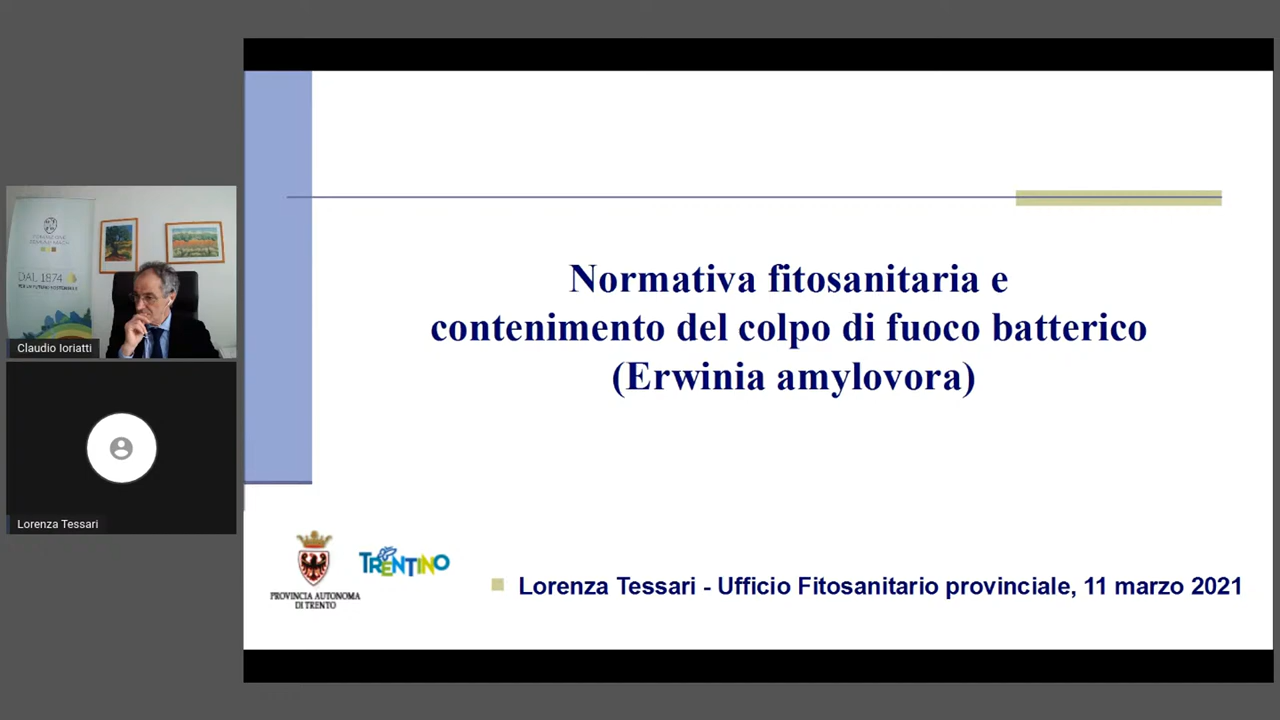 Normativa fitosanitaria e
contenimento del colpo di fuoco batterico
(Erwinia amylovora)
DAL 1874
Claudio Ioriatti
Lorenza Tessari
TRENTINO
PROVINCIA AUTONOMA
DI TRENTO
Lorenza Tessari - Ufficio Fitosanitario provinciale, 11 marzo 2021